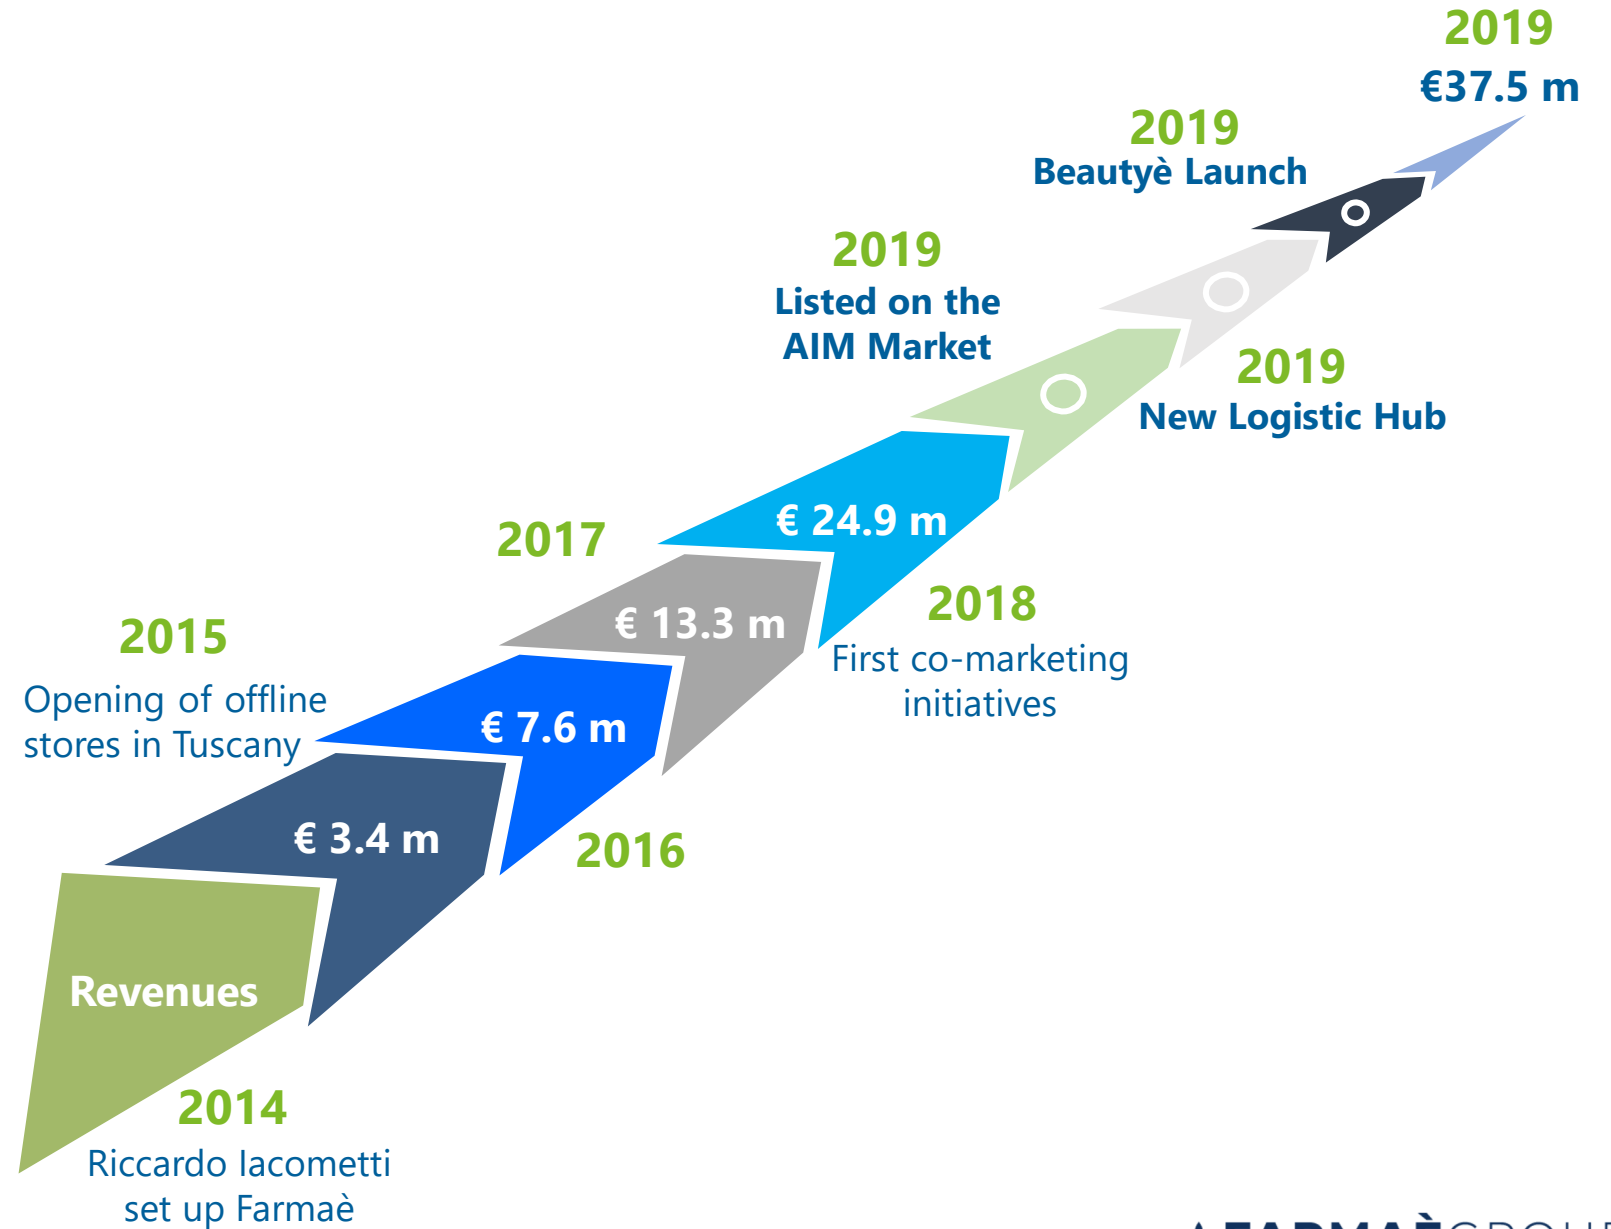 2019
€37.5 m
2019
Beautyè Launch
2019
Listed on the
AIM Market
2019
New Logistic Hub
€ 24.9 m
2017
2018
First co-marketing
initiatives
€ 13.3 m
2015
Opening of offline
stores in Tuscany
€ 7.6 m
2016
€ 3.4 m
Revenues
2014
Riccardo Iacometti
set up Farmaè